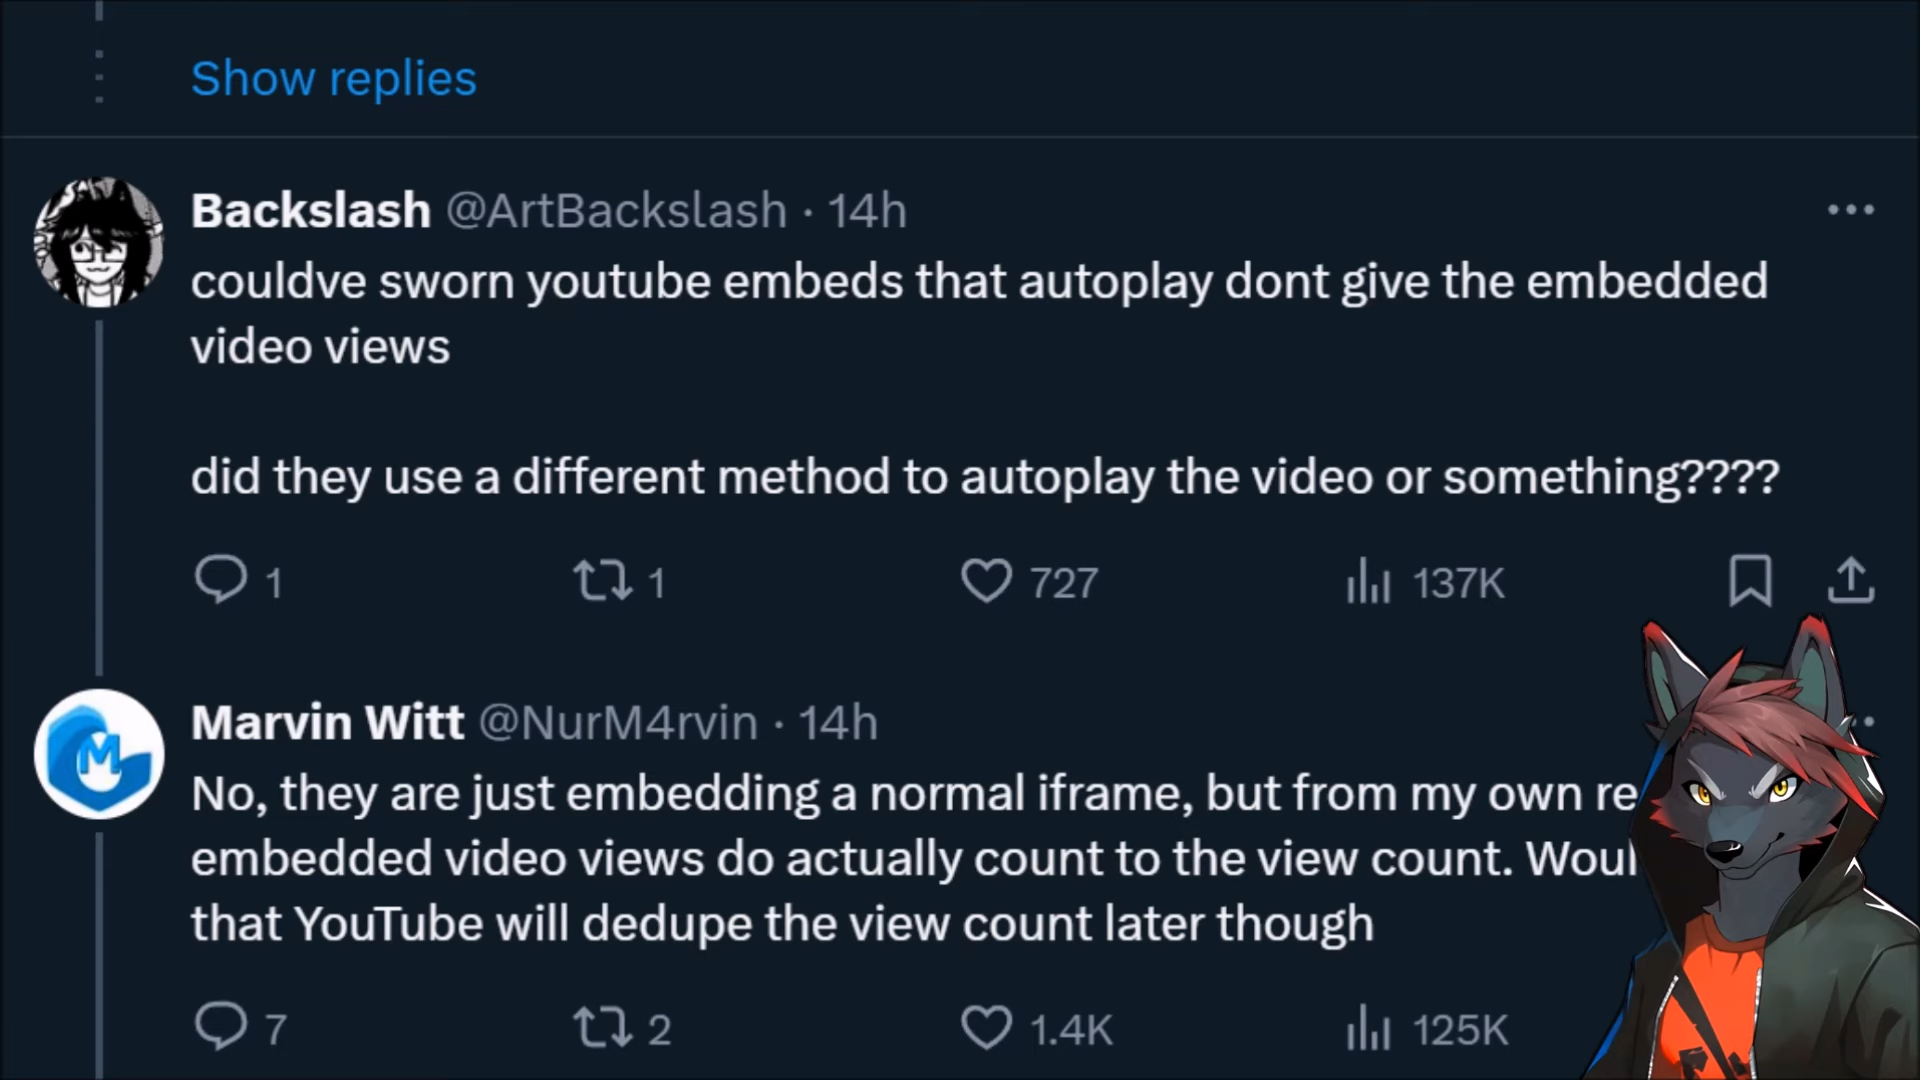 Show replies
Backslash @ArtBackslash · 14h
couldve sworn youtube embeds that autoplay dont give the embedded
video views
did they use a different method to autoplay the video or something????
1 1 727 137K
Marvin Witt @NurM4rvin · 14h
No, they are just embedding a normal iframe, but from my own
embedded video views do actually count to the view count.
that YouTube will dedupe the view count later though
7 2 1.4K 125K